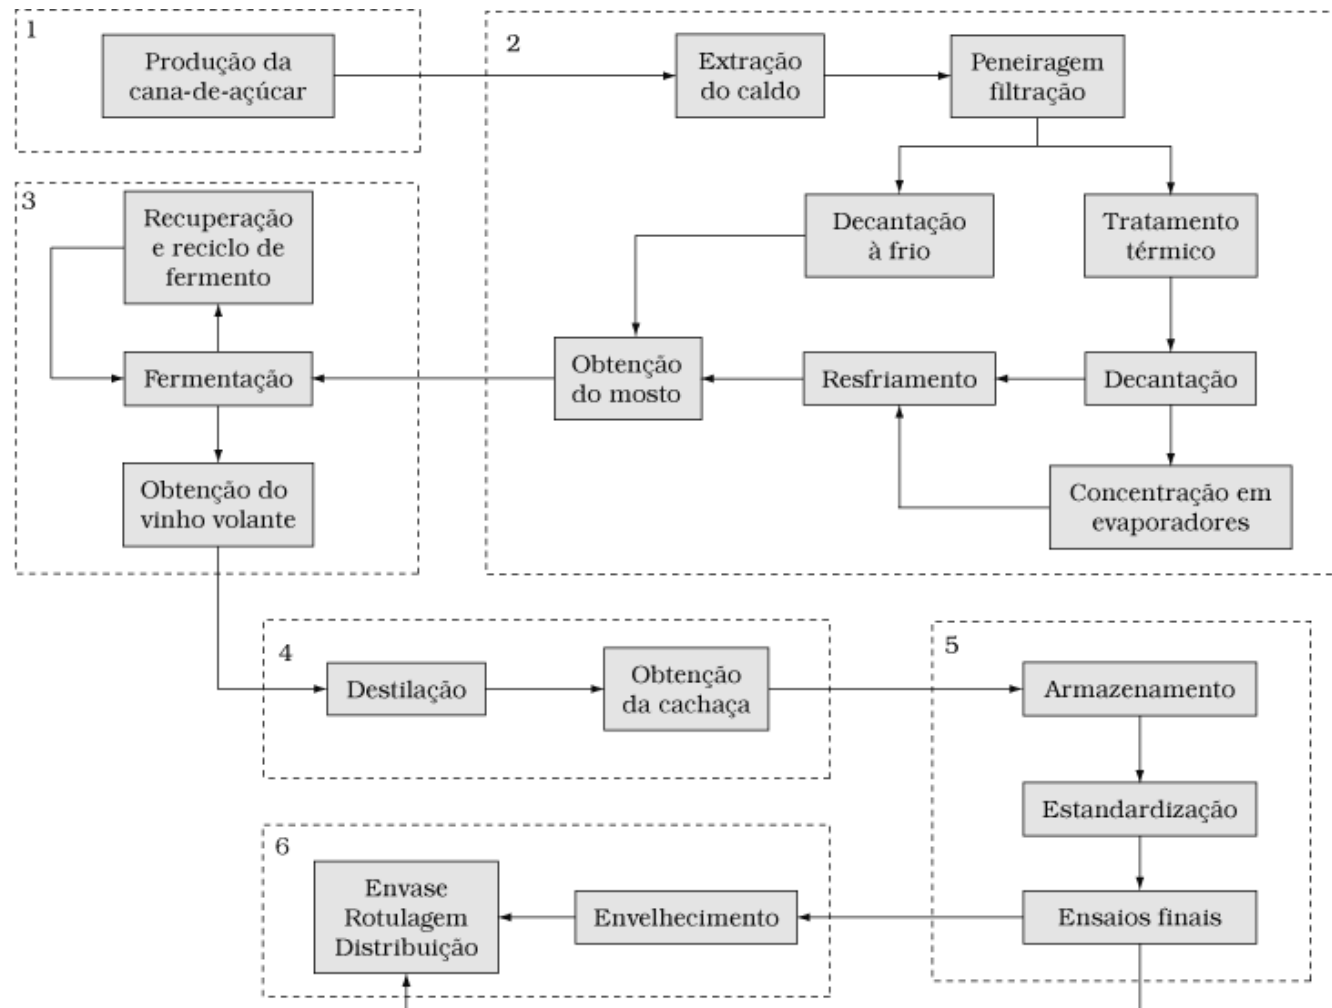 1
Produção da
cana-de-açúcar
2
Extração
do caldo
Peneiragem
filtração
Decantação
à frio
Tratamento
térmico
Obtenção
do mosto
Resfriamento
Decantação
Concentração em
evaporadores
3
Recuperação
e reciclo de
fermento
Fermentação
Obtenção do
vinho volante
4
Destilação
Obtenção
da cachaça
5
Armazenamento
Estandardização
Ensaios finais
6
Envase
Rotulagem
Distribuição
Envelhecimento